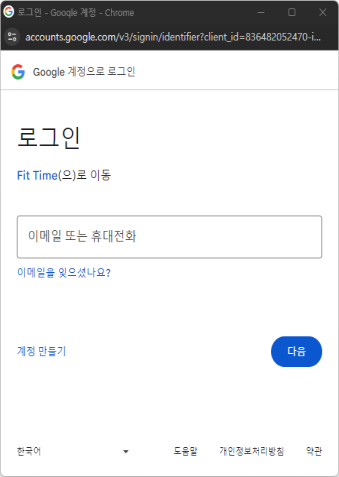 로그인 - Google 계정 - Chrome
accounts.google.com/v3/signin/identifier?client_id=836482052470-i...
Google 계정으로 로그인
로그인
Fit Time(으)로 이동
이메일 또는 휴대전화
이메일을 잊으셨나요?
계정 만들기 다음
한국어 도움말 개인정보처리방침 약관